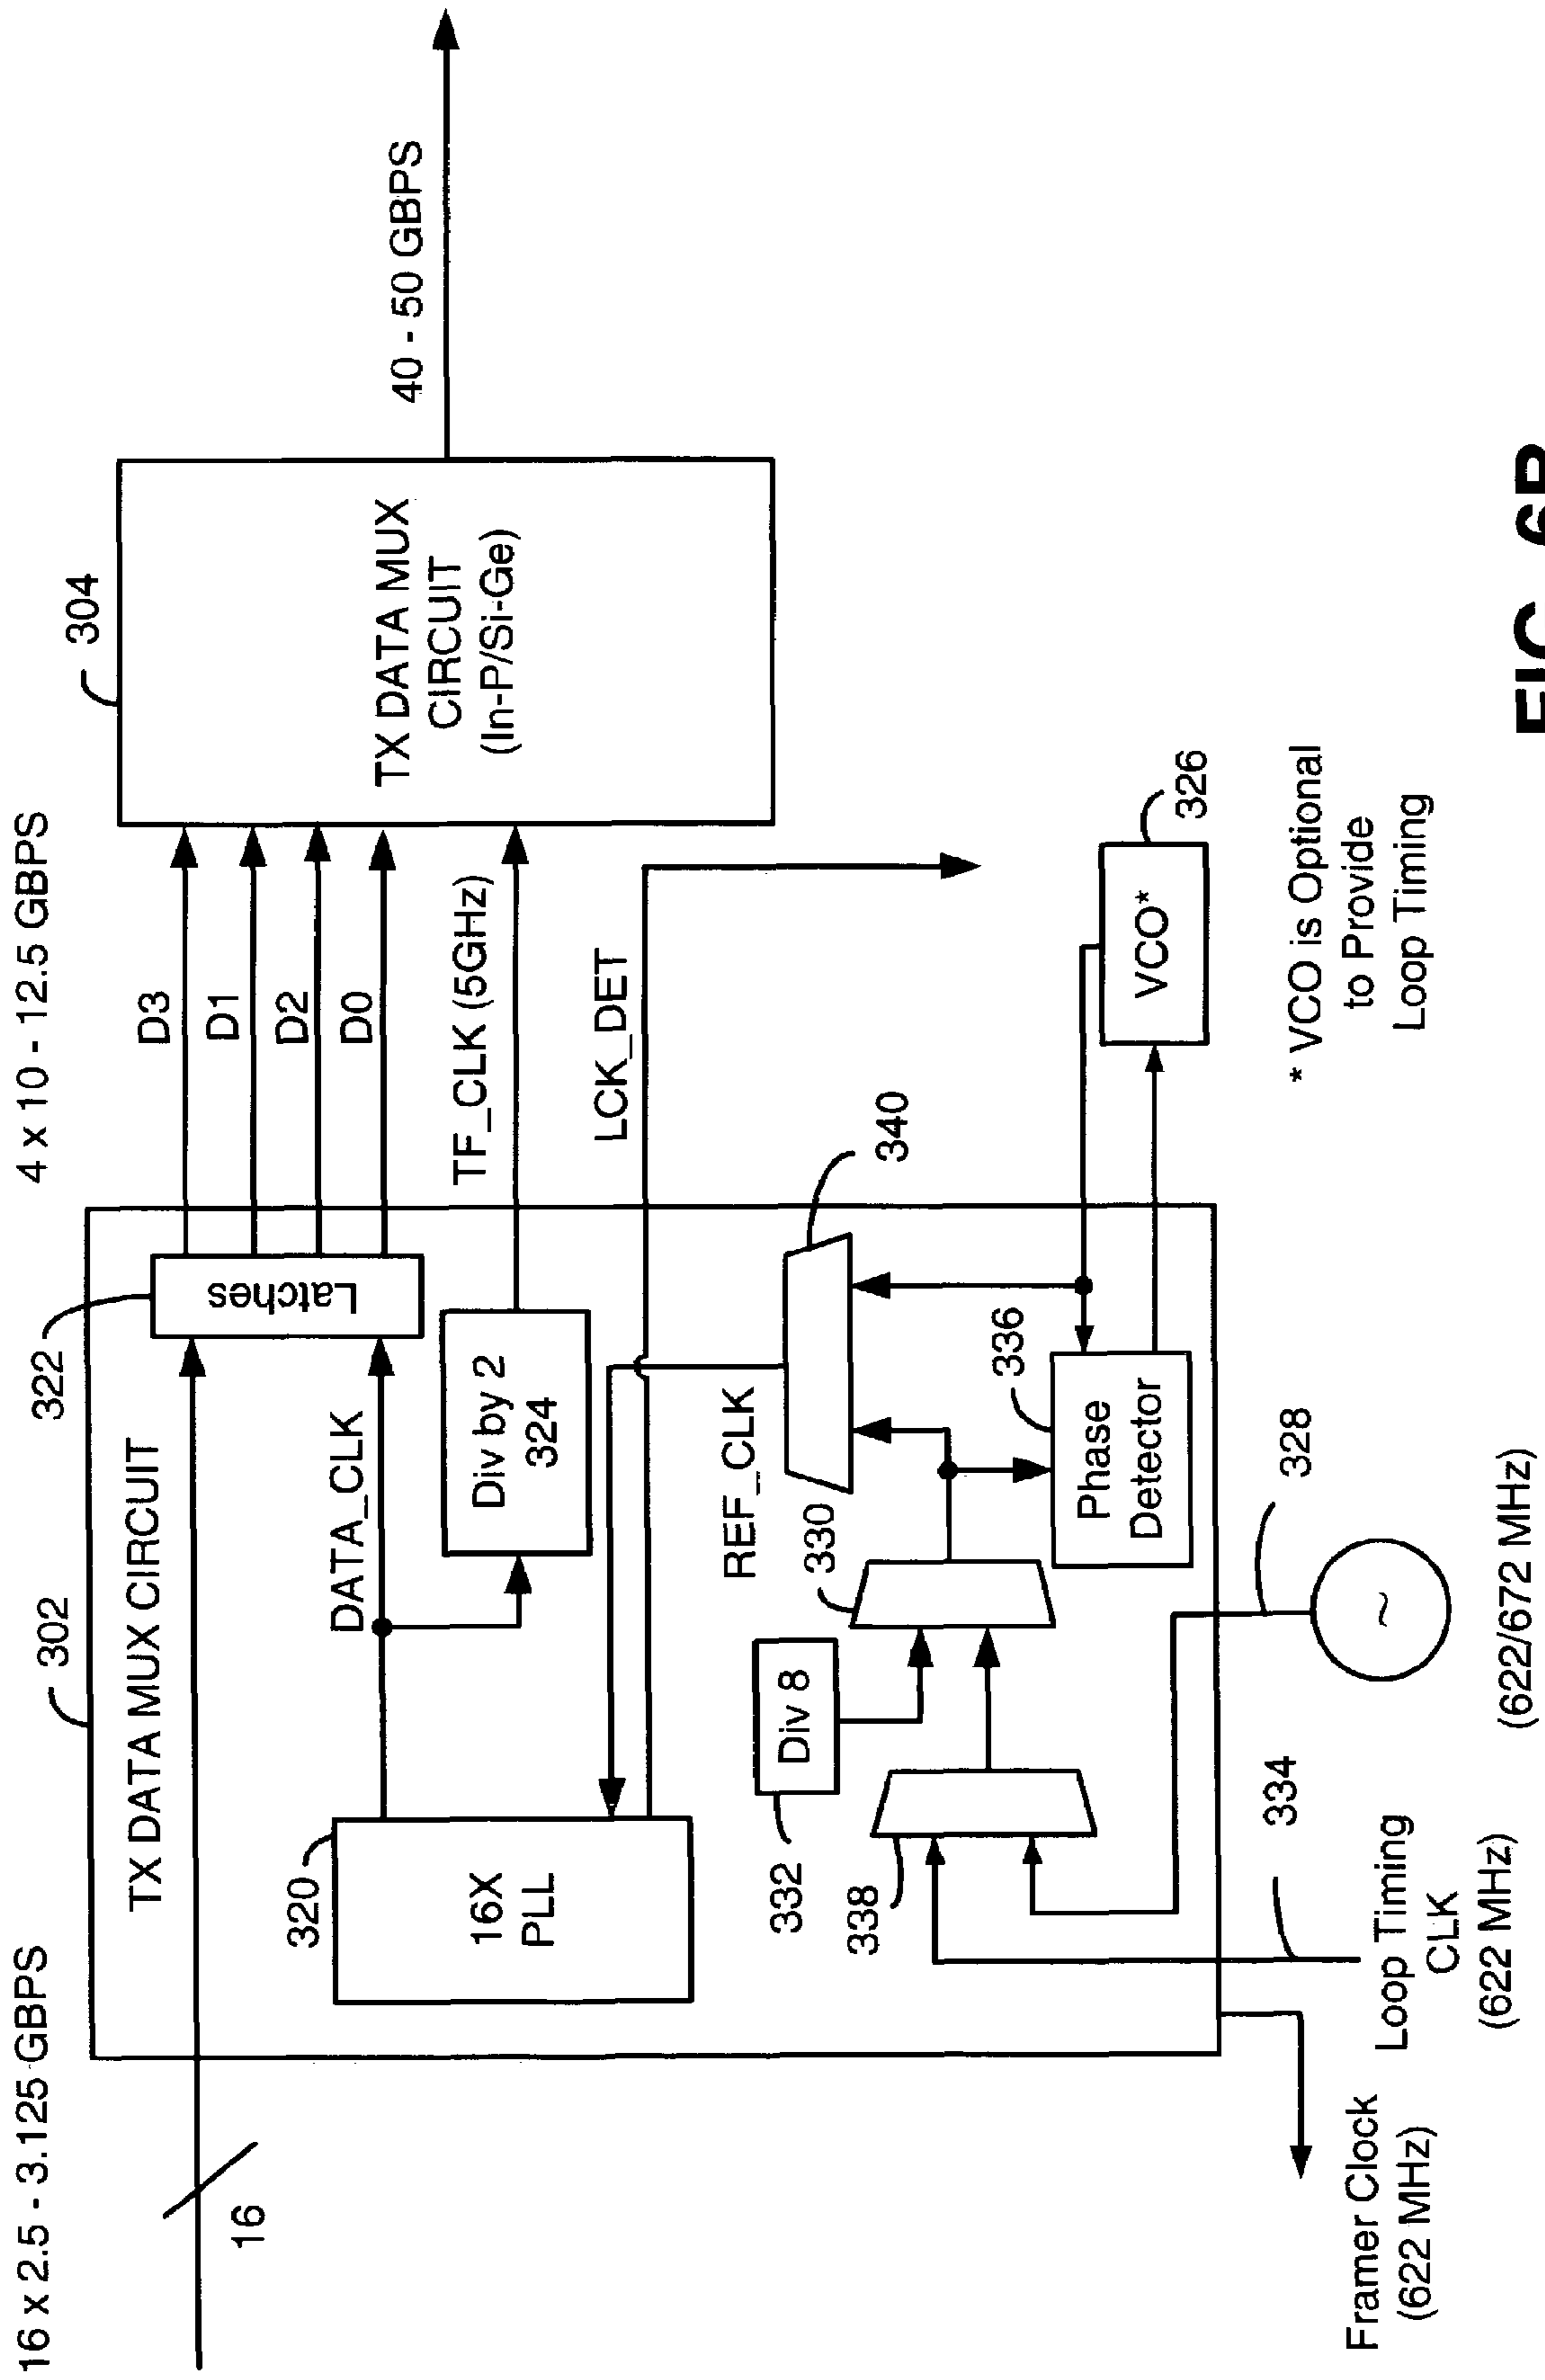 16 x 2.5 - 3.125 GBPS
4 x 10 - 12.5 GBPS
302
322
304
16
TX DATA MUX CIRCUIT
Latches
D3
D1
D2
D0
TX DATA MUX
CIRCUIT
(In-P/Si-Ge)
40 - 50 GBPS
320
16X
PLL
DATA_CLK
Div by 2
324
TF_CLK (5GHz)
LCK_DET
REF_CLK
340
332
Div 8
330
338
336
Phase
Detector
VCO*
326
334
328
Framer Clock
(622 MHz)
Loop Timing
CLK
(622 MHz)
~
(622/672 MHz)
* VCO is Optional
to Provide
Loop Timing
FIG. 6B